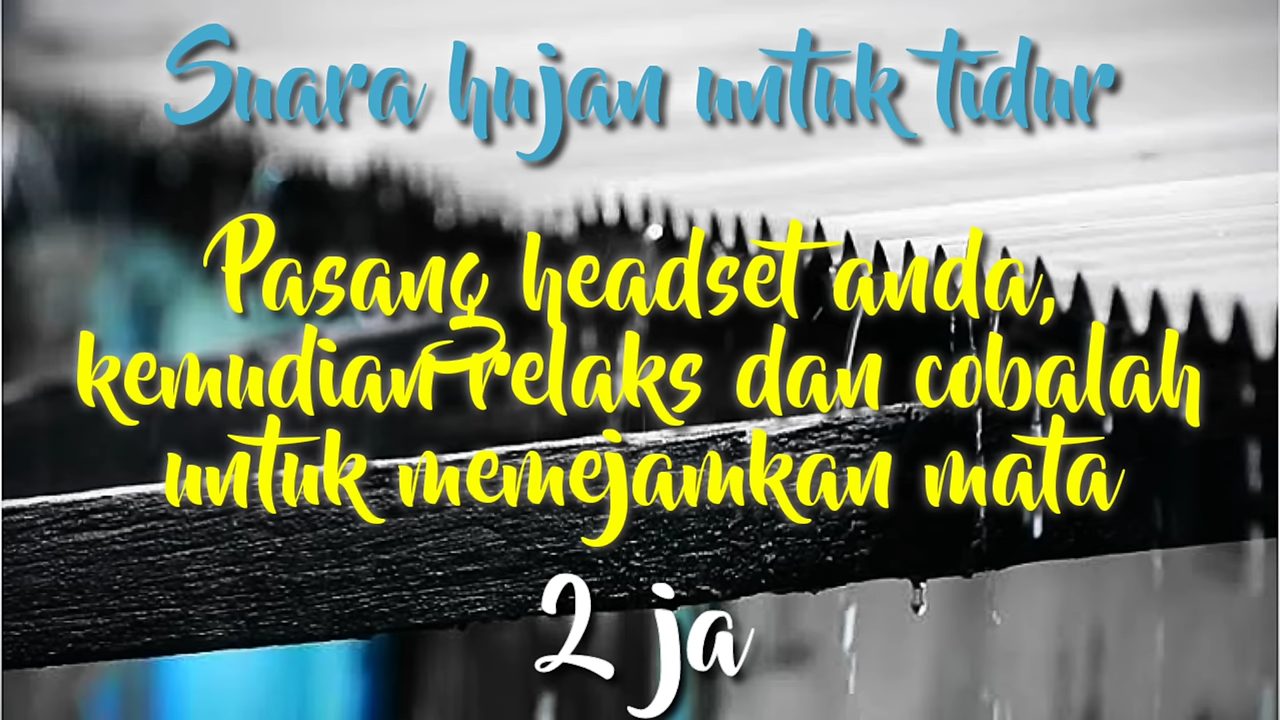 Suara hujan untuk tidur
Pasang headset anda,
kemudian relaks dan cobalah
untuk memejamkan mata
2 ja